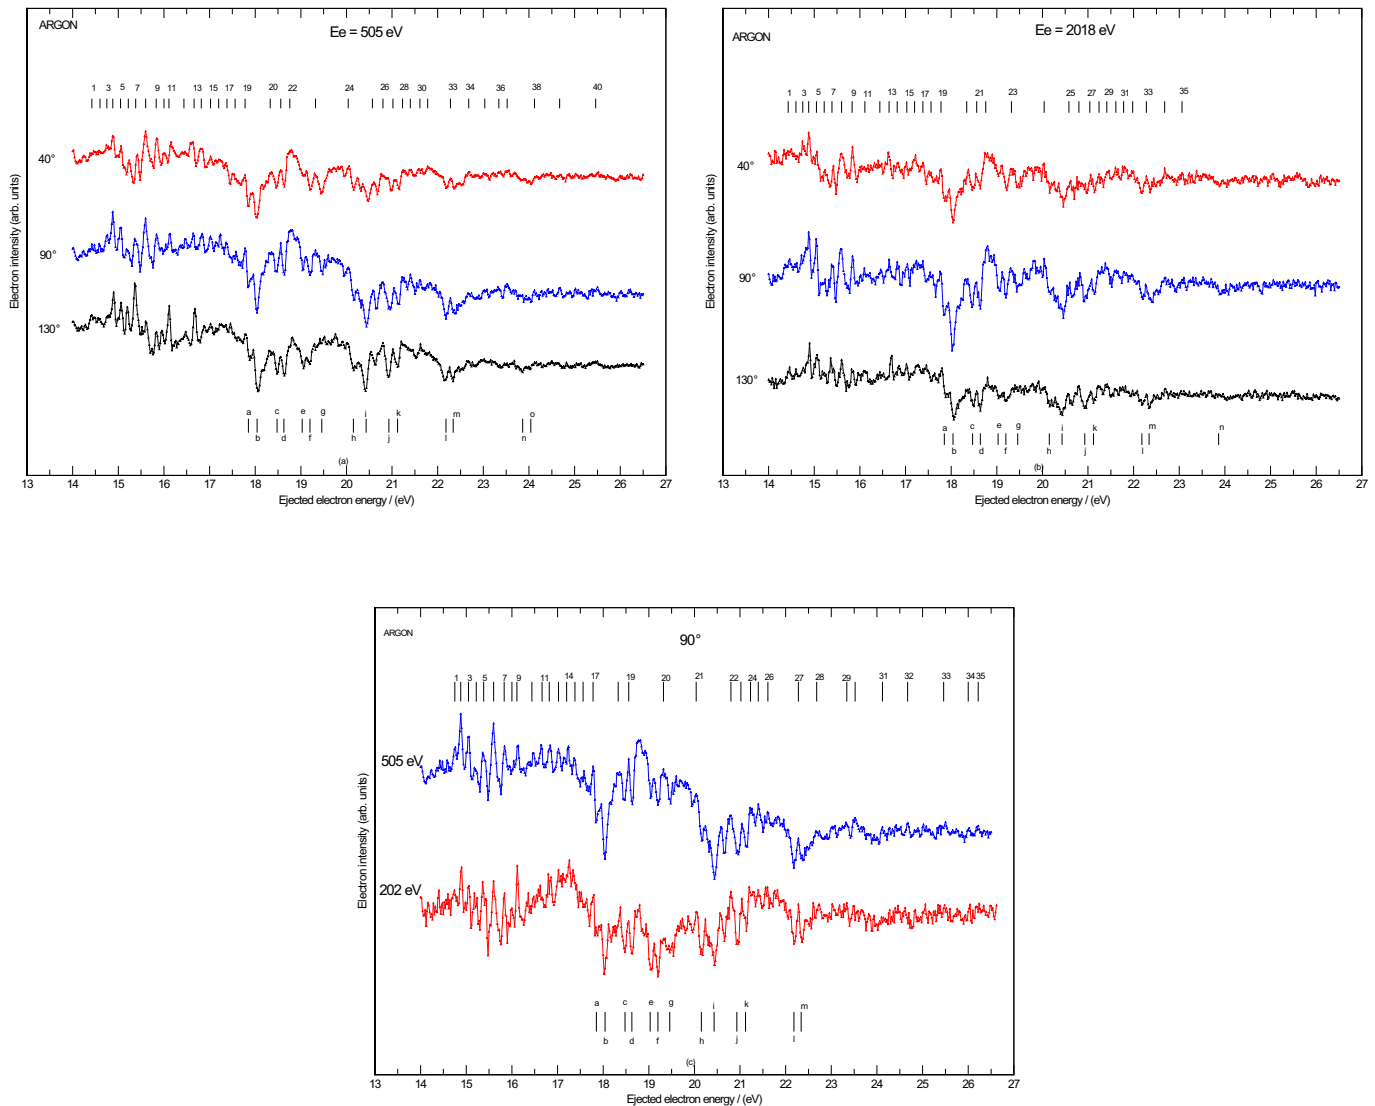 ARGON
Ee = 505 eV
1 3 5 7 9 11 13 15 17 19 20 22 24 26 28 30 33 34 36 38 40
40°
90°
130°
a c e g i k m o
b d f h j l n
(a)
13 14 15 16 17 18 19 20 21 22 23 24 25 26 27
Ejected electron energy / (eV)
Electron intensity (arb. units)
ARGON
Ee = 2018 eV
1 3 5 7 9 11 13 15 17 19 21 23 25 27 29 31 33 35
40°
90°
130°
a c e g i k m n
b d f h j l
(b)
13 14 15 16 17 18 19 20 21 22 23 24 25 26 27
Ejected electron energy / (eV)
Electron intensity (arb. units)
ARGON
90°
1 3 5 7 9 11 14 17 19 20 21 22 24 26 27 28 29 31 32 33 34 35
505 eV
202 eV
a c e g i k m
b d f h j l
(c)
13 14 15 16 17 18 19 20 21 22 23 24 25 26 27
Ejected electron energy / (eV)
Electron intensity (arb. units)